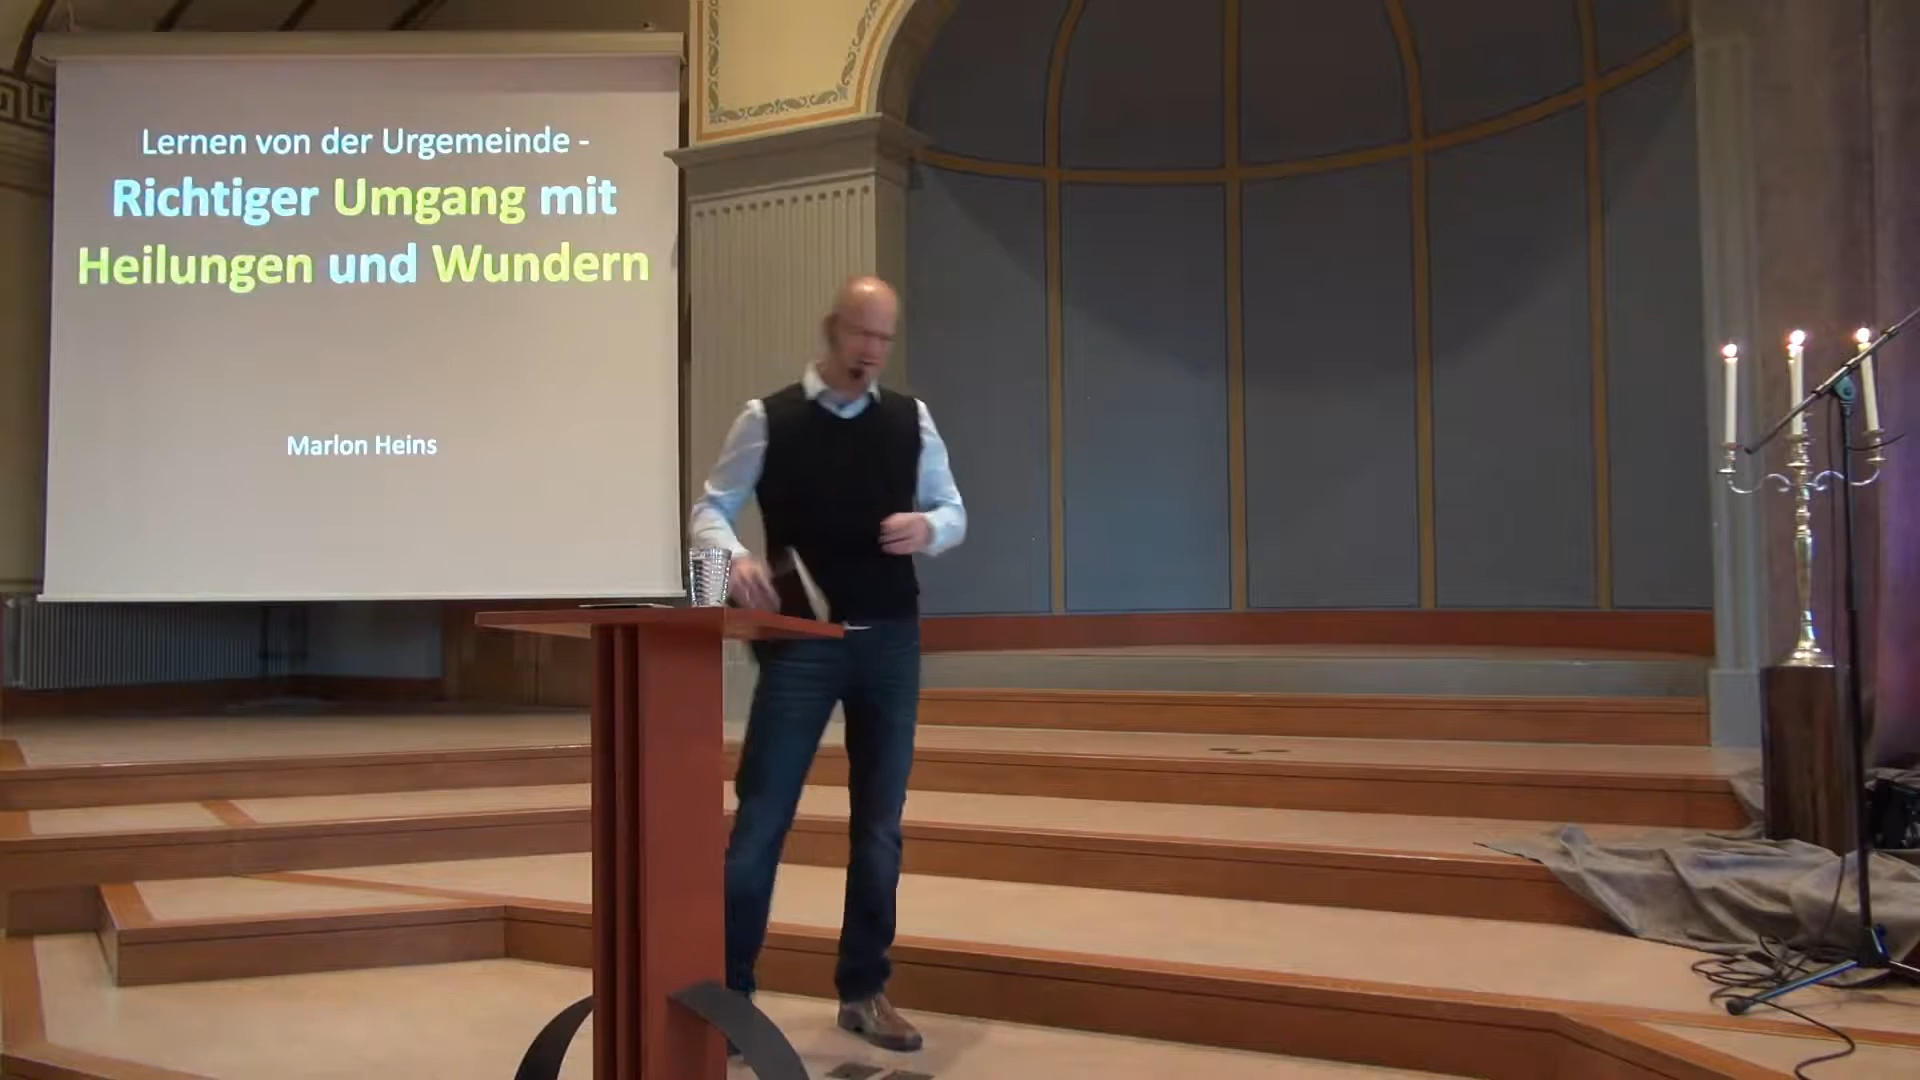 Lernen von der Urgemeinde -
Richtiger Umgang mit
Heilungen und Wundern
Marlon Heins